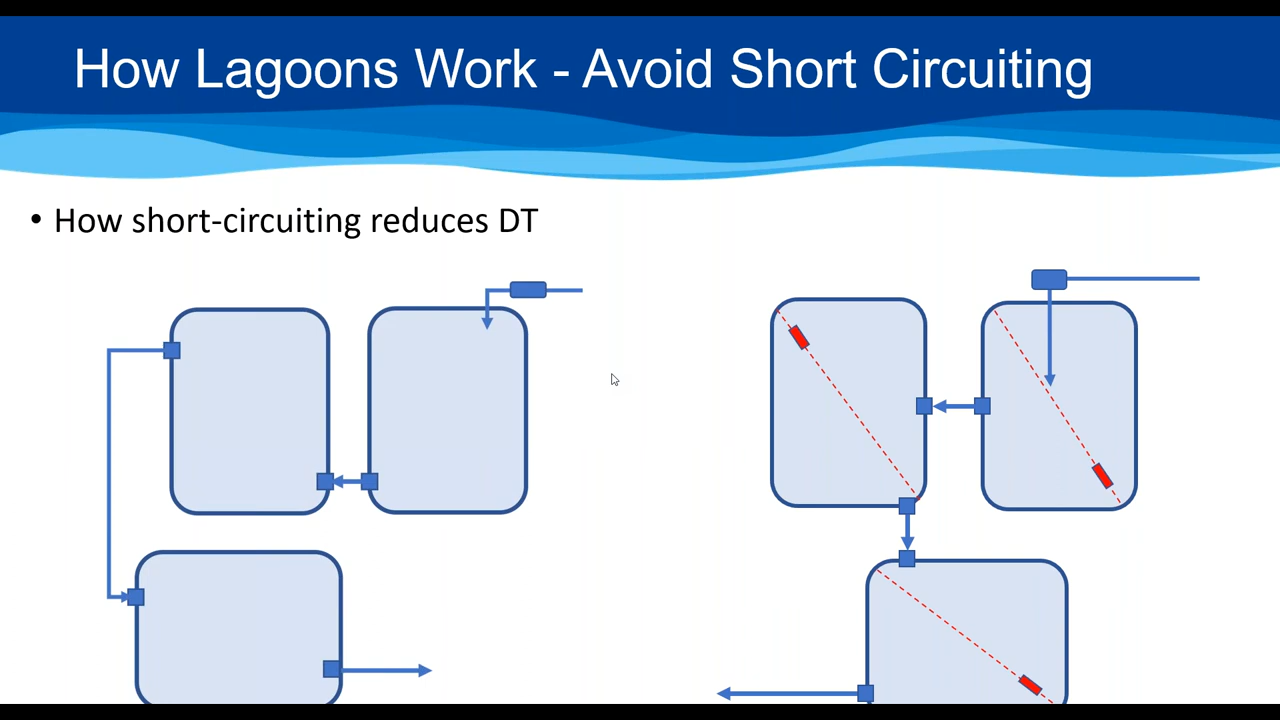 How Lagoons Work - Avoid Short Circuiting
• How short-circuiting reduces DT